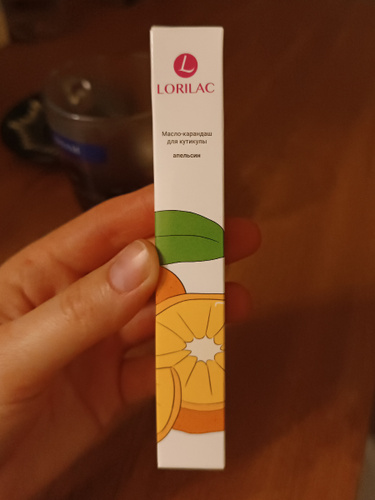 L
LORILAC
Масло-карандаш
для кутикулы
апельсин